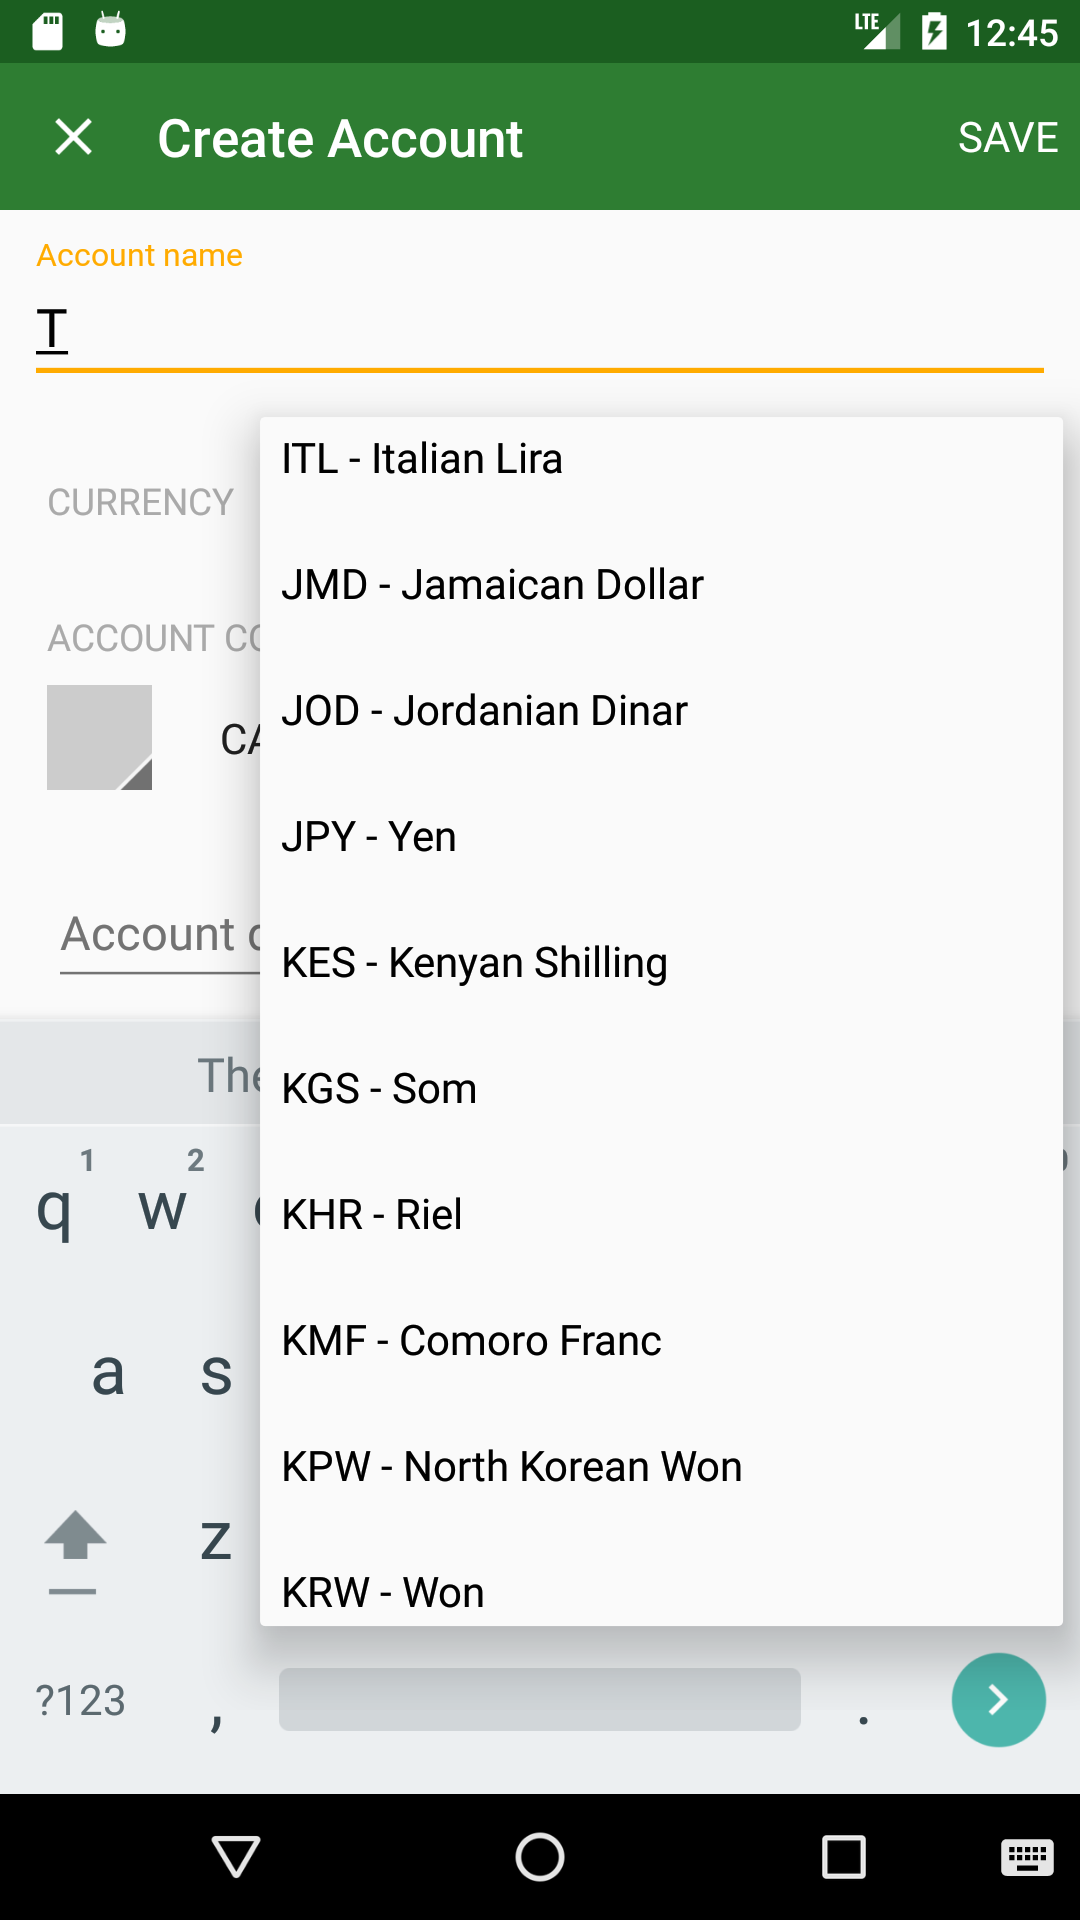 LTE 12:45
Create Account SAVE
Account name
T
ITL - Italian Lira
CURRENCY
JMD - Jamaican Dollar
ACCOUNT CO
JOD - Jordanian Dinar
CA
JPY - Yen
Account
KES - Kenyan Shilling
The
KGS - Som
1 2
q w
KHR - Riel
KMF - Comoro Franc
a s
KPW - North Korean Won
z
KRW - Won
?123 , .